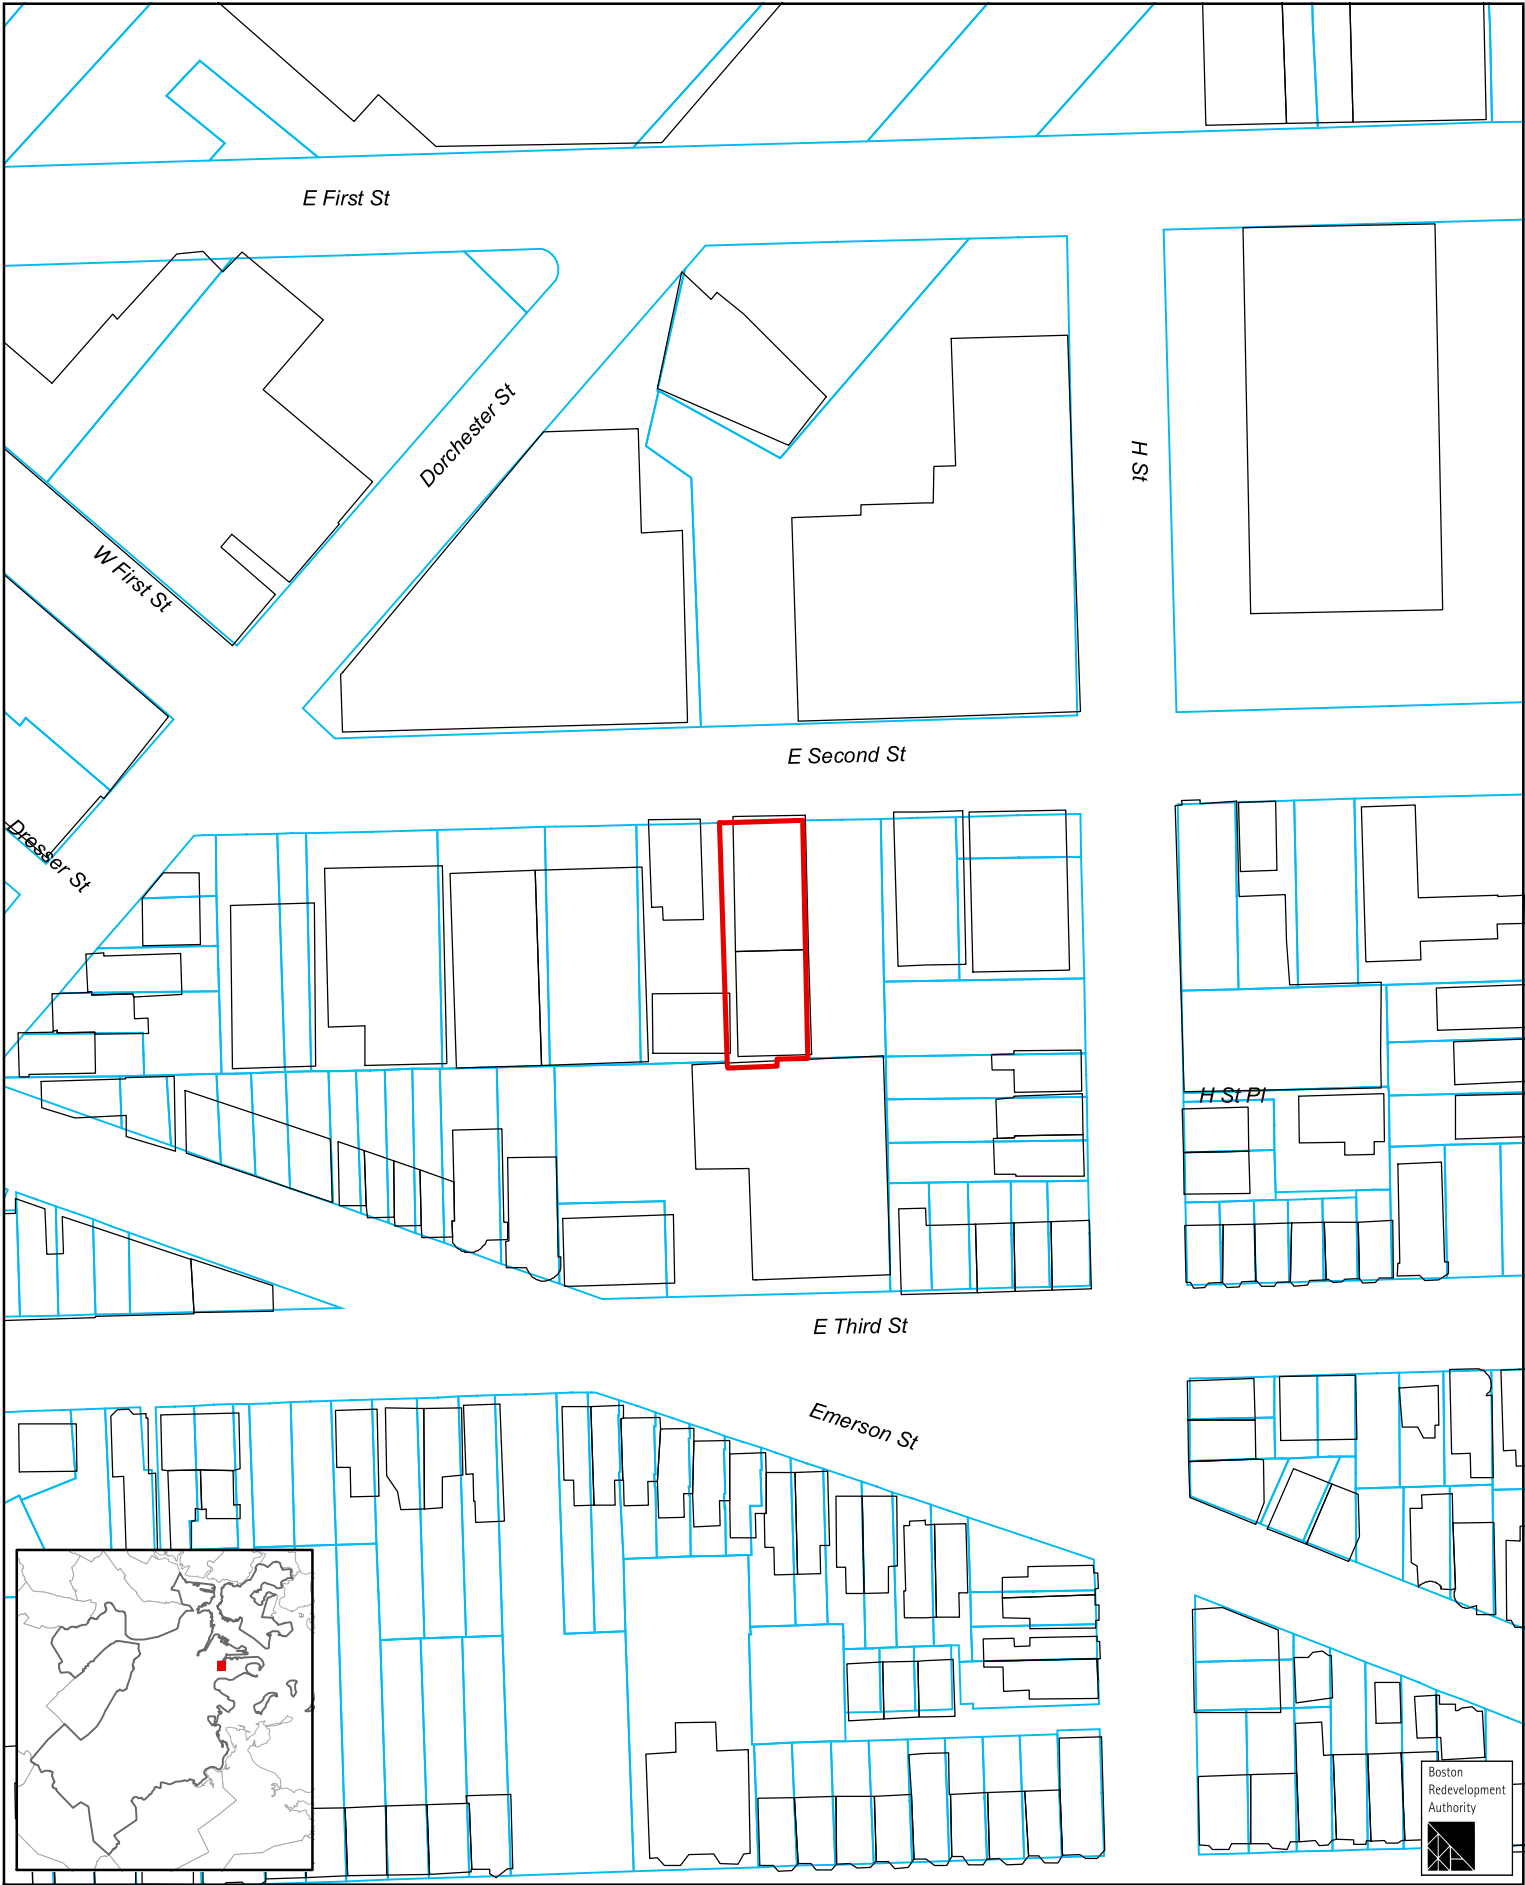 E First St
Dorchester St
H St
W First St
E Second St
Dresser St
H St Pl
E Third St
Emerson St
Boston
Redevelopment
Authority